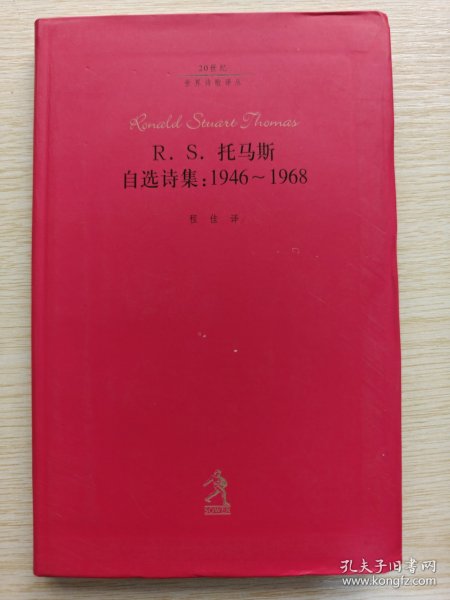 20世纪
世界诗歌译丛
Ronald Stuart Thomas
R. S. 托马斯
自选诗集：1946～1968
程佳 译
SOWER
孔夫子旧书网
www.kongfz.com